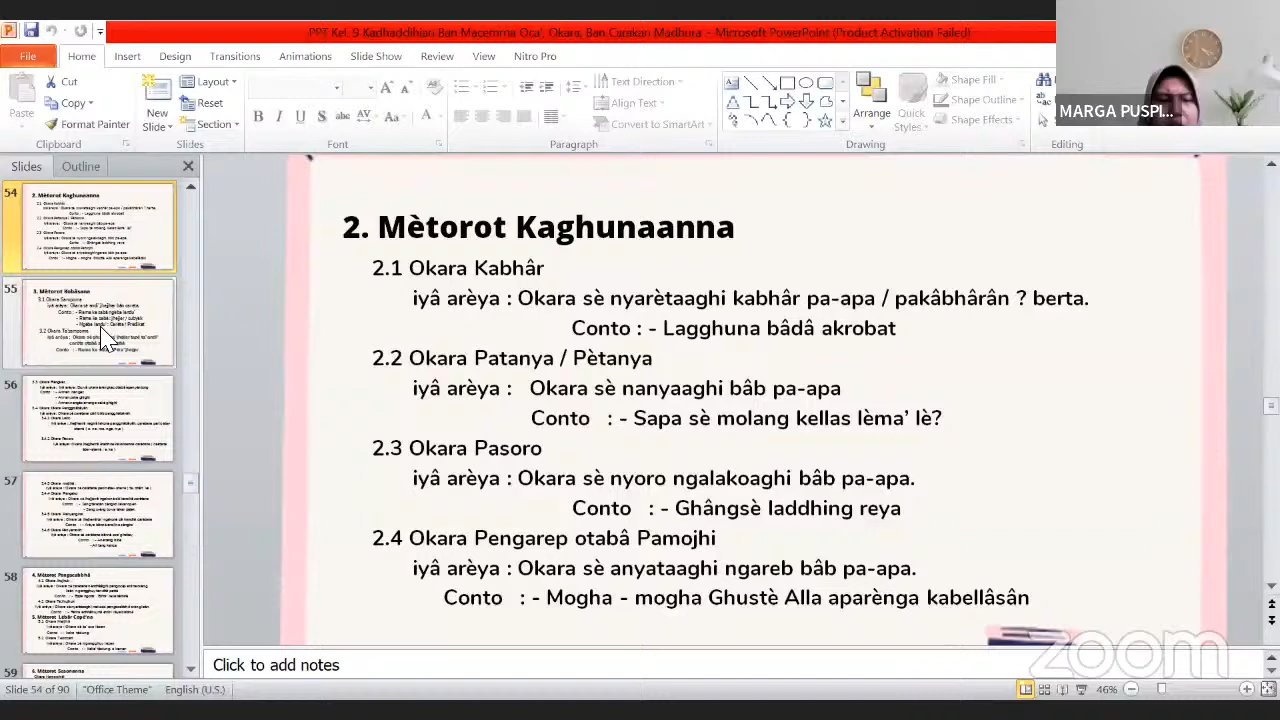 PPT Kel. 9 Kadhaddhihian Ban Macemma Oca', Okara, Ban Carakan Madhura - Microsoft PowerPoint (Product Activation Failed)
File Home Insert Design Transitions Animations Slide Show Review View Nitro Pro
Paste
Cut
Copy
Format Painter
Clipboard
New Slide
Layout
Reset
Section
Slides
Font
Text Direction
Align Text
Convert to SmartArt
Paragraph
Arrange
Quick Styles
Shape Fill
Shape Outline
Shape Effects
Drawing
Editing
MARGA PUSPI...
Slides Outline
54
55
56
57
58
59
2. Mètorot Kaghunaanna
2.1 Okara Kabhâr
iyâ arèya : Okara sè nyarètaaghi kabhâr pa-apa / pakâbhârân ? berta.
Conto : - Lagghuna bâdâ akrobat
2.2 Okara Patanya / Pètanya
iyâ arèya : Okara sè nanyaaghi bâb pa-apa
Conto : - Sapa sè molang kellas lèma’ lè?
2.3 Okara Pasoro
iyâ arèya : Okara sè nyoro ngalakoaghi bâb pa-apa.
Conto : - Ghângsè laddhing reya
2.4 Okara Pengarep otabâ Pamojhi
iyâ arèya : Okara sè anyataaghi ngareb bâb pa-apa.
Conto : - Mogha - mogha Ghustè Alla aparènga kabellâsân
zoom
Click to add notes
Slide 54 of 90 "Office Theme" English (U.S.) 46%